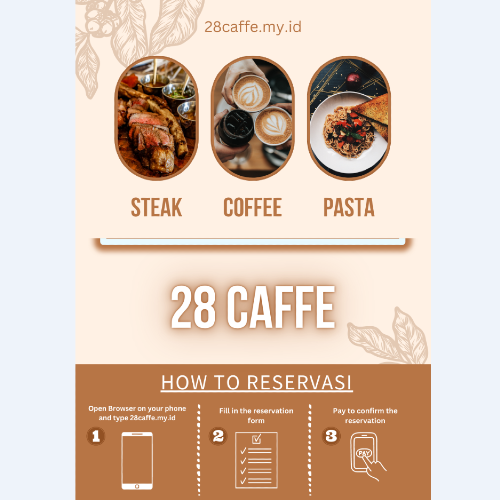 28caffe.my.id
STEAK
COFFEE
PASTA
28 CAFFE
HOW TO RESERVASI
Open Browser on your phone
and type 28caffe.my.id
1
Fill in the reservation
form
2
Pay to confirm the
reservation
3
PAY